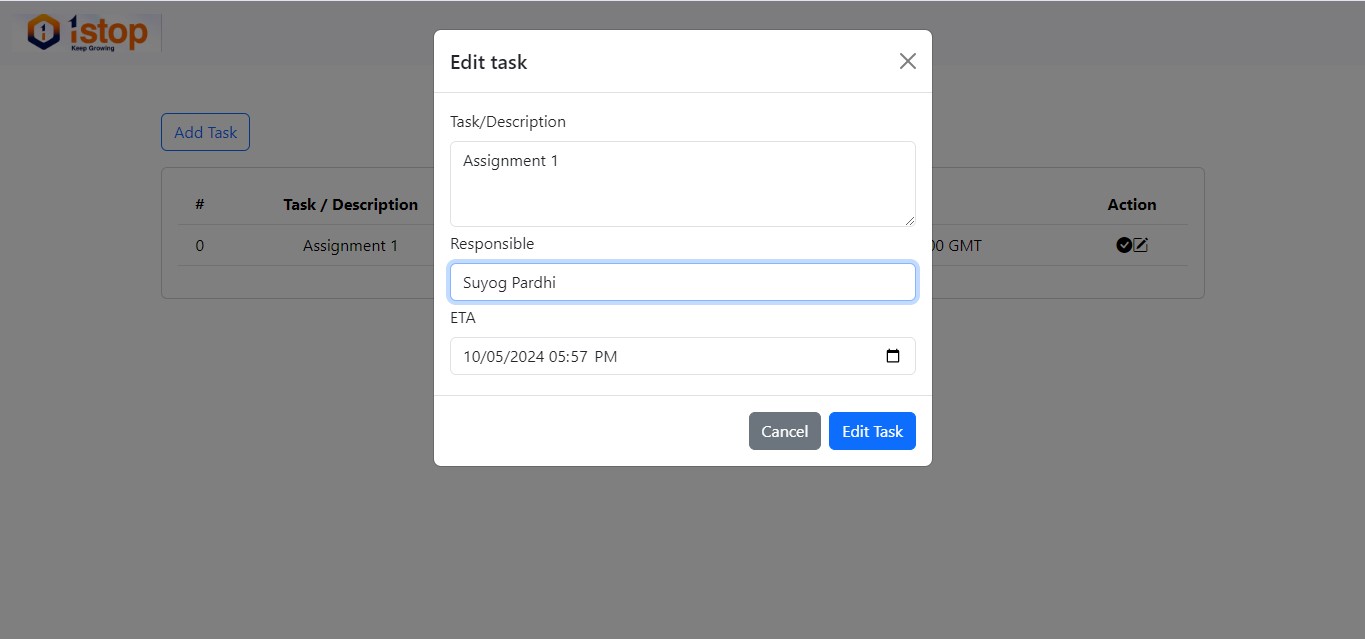 1stop
Keep Growing
Edit task
Task/Description
Add Task
Assignment 1
# Task / Description Action
Responsible
0 Assignment 1 00 GMT
Suyog Pardhi
ETA
10/05/2024 05:57 PM
Cancel Edit Task